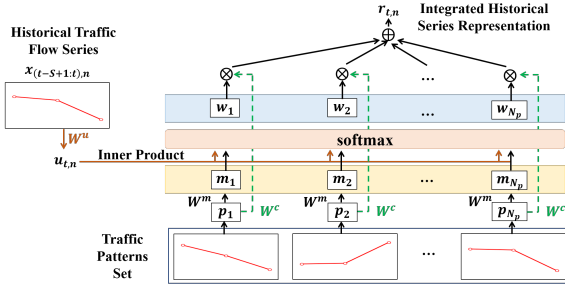 r_{t,n}
Integrated Historical
Series Representation
Historical Traffic
Flow Series
x_{(t-S+1:t),n}
W^u
u_{t,n}
Inner Product
w_1 w_2 ... w_{N_p}
W^c W^c W^c
softmax
m_1 m_2 ... m_{N_p}
W^m W^m W^m
p_1 p_2 p_{N_p}
Traffic
Patterns
Set
...
...